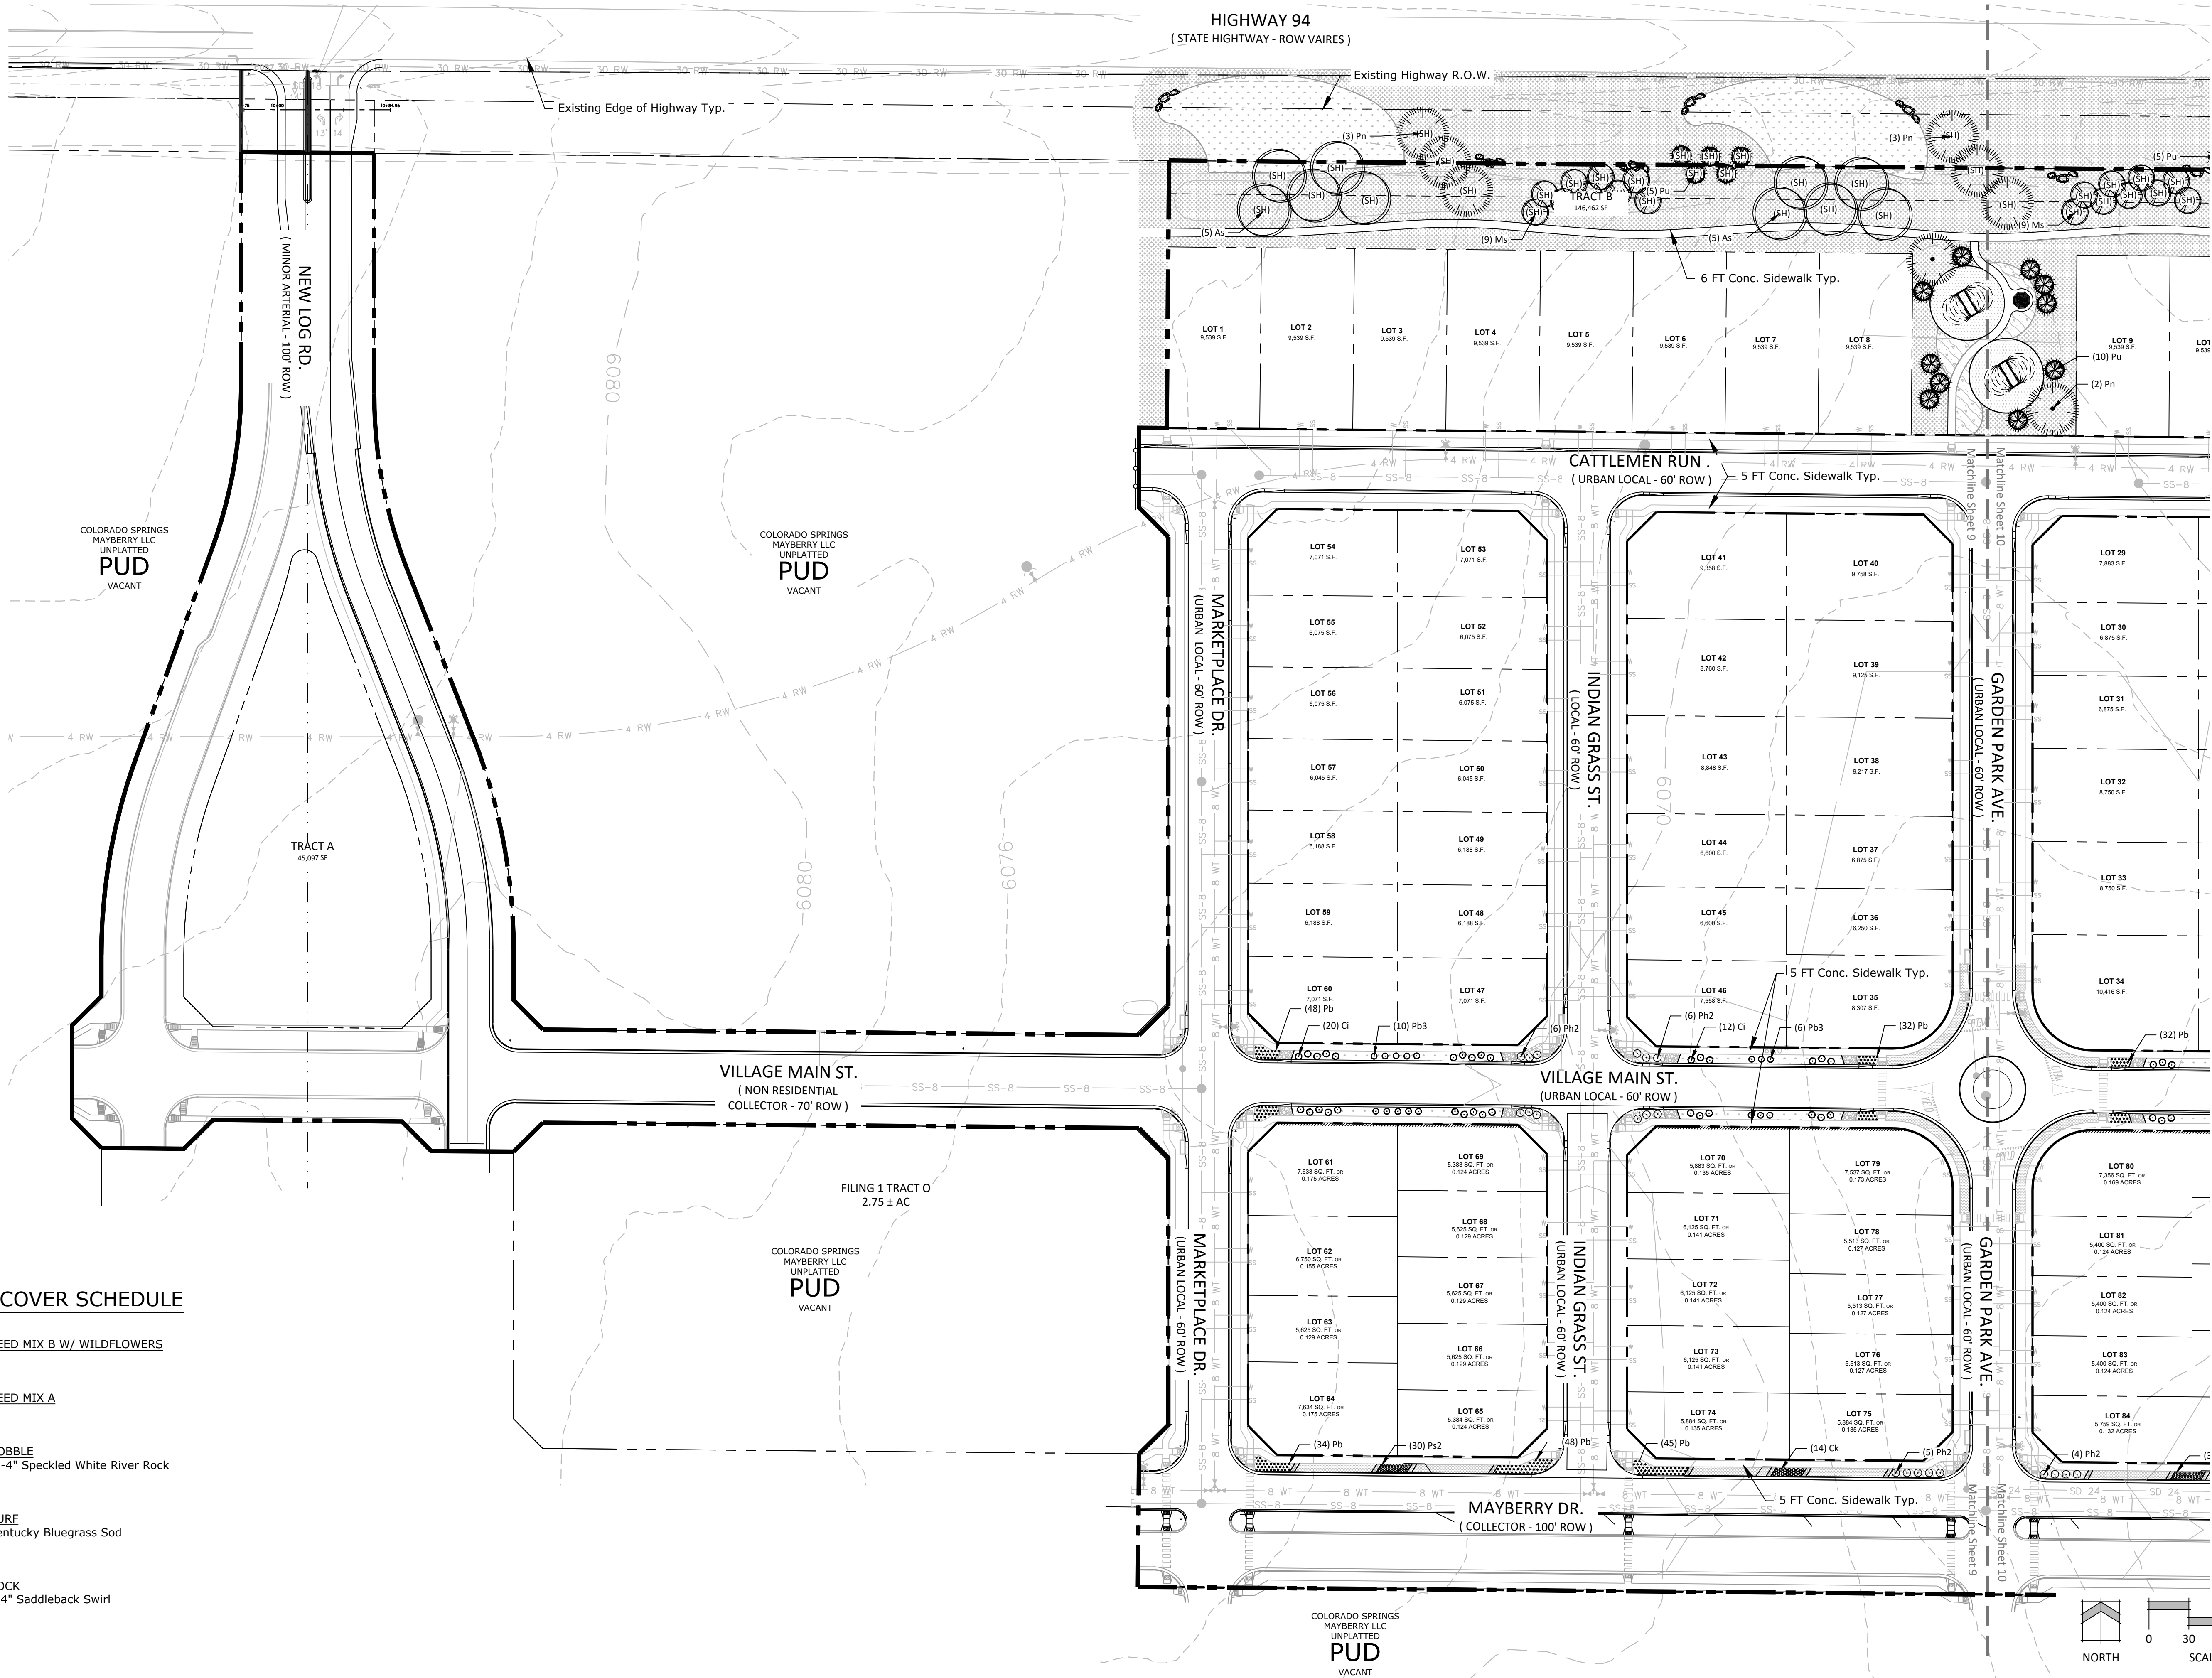 HIGHWAY 94
( STATE HIGHTWAY - ROW VAIRES )
Existing Highway R.O.W.
Existing Edge of Highway Typ.
NEW LOG RD.
( MINOR ARTERIAL - 100' ROW )
(3) Pn
(3) Pn
(5) Pu
(5) Pu
TRACT B
146,462 SF
(5) As
(9) Ms
(5) As
(9) Ms
6 FT Conc. Sidewalk Typ.
LOT 1
9,539 S.F.
LOT 2
9,539 S.F.
LOT 3
9,539 S.F.
LOT 4
9,539 S.F.
LOT 5
9,539 S.F.
LOT 6
9,539 S.F.
LOT 7
9,539 S.F.
LOT 8
9,539 S.F.
LOT 9
9,539 S.F.
LOT
9,539
(10) Pu
(2) Pn
CATTLEMEN RUN .
( URBAN LOCAL - 60' ROW )
5 FT Conc. Sidewalk Typ.
Matchline Sheet 9
Matchline Sheet 10
COLORADO SPRINGS
MAYBERRY LLC
UNPLATTED
PUD
VACANT
COLORADO SPRINGS
MAYBERRY LLC
UNPLATTED
PUD
VACANT
6080
6080
6076
6070
TRACT A
45,097 SF
MARKETPLACE DR.
(URBAN LOCAL - 60' ROW )
INDIAN GRASS ST.
( LOCAL - 60' ROW )
GARDEN PARK AVE.
( URBAN LOCAL - 60' ROW )
LOT 54
7,071 S.F.
LOT 53
7,071 S.F.
LOT 55
6,075 S.F.
LOT 52
6,075 S.F.
LOT 56
6,075 S.F.
LOT 51
6,075 S.F.
LOT 57
6,045 S.F.
LOT 50
6,045 S.F.
LOT 58
6,188 S.F.
LOT 49
6,188 S.F.
LOT 59
6,188 S.F.
LOT 48
6,188 S.F.
LOT 60
7,071 S.F.
LOT 47
7,071 S.F.
LOT 41
9,358 S.F.
LOT 40
9,758 S.F.
LOT 42
8,760 S.F.
LOT 39
9,125 S.F.
LOT 43
8,848 S.F.
LOT 38
9,217 S.F.
LOT 44
6,600 S.F.
LOT 37
6,875 S.F.
LOT 45
6,600 S.F.
LOT 36
6,250 S.F.
LOT 46
7,558 S.F.
LOT 35
8,307 S.F.
LOT 29
7,883 S.F.
LOT 30
6,875 S.F.
LOT 31
6,875 S.F.
LOT 32
8,750 S.F.
LOT 33
8,750 S.F.
LOT 34
10,416 S.F.
5 FT Conc. Sidewalk Typ.
(48) Pb
(20) Ci
(10) Pb3
(6) Ph2
(6) Ph2
(12) Ci
(6) Pb3
(32) Pb
(32) Pb
VILLAGE MAIN ST.
( NON RESIDENTIAL
COLLECTOR - 70' ROW )
VILLAGE MAIN ST.
(URBAN LOCAL - 60' ROW )
FILING 1 TRACT O
2.75 ± AC
COLORADO SPRINGS
MAYBERRY LLC
UNPLATTED
PUD
VACANT
MARKETPLACE DR.
(URBAN LOCAL - 60' ROW )
INDIAN GRASS ST.
(URBAN LOCAL - 60' ROW )
GARDEN PARK AVE.
(URBAN LOCAL - 60' ROW )
LOT 61
7,633 SQ. FT. OR
0.175 ACRES
LOT 69
5,383 SQ. FT. OR
0.124 ACRES
LOT 68
5,625 SQ. FT. OR
0.129 ACRES
LOT 62
6,750 SQ. FT. OR
0.155 ACRES
LOT 67
5,625 SQ. FT. OR
0.129 ACRES
LOT 63
5,625 SQ. FT. OR
0.129 ACRES
LOT 66
5,625 SQ. FT. OR
0.129 ACRES
LOT 64
7,634 SQ. FT. OR
0.175 ACRES
LOT 65
5,384 SQ. FT. OR
0.124 ACRES
LOT 70
5,883 SQ. FT. OR
0.135 ACRES
LOT 79
7,537 SQ. FT. OR
0.173 ACRES
LOT 71
6,125 SQ. FT. OR
0.141 ACRES
LOT 78
5,513 SQ. FT. OR
0.127 ACRES
LOT 72
6,125 SQ. FT. OR
0.141 ACRES
LOT 77
5,513 SQ. FT. OR
0.127 ACRES
LOT 73
6,125 SQ. FT. OR
0.141 ACRES
LOT 76
5,513 SQ. FT. OR
0.127 ACRES
LOT 74
5,884 SQ. FT. OR
0.135 ACRES
LOT 75
5,884 SQ. FT. OR
0.135 ACRES
LOT 80
7,356 SQ. FT. OR
0.169 ACRES
LOT 81
5,400 SQ. FT. OR
0.124 ACRES
LOT 82
5,400 SQ. FT. OR
0.124 ACRES
LOT 83
5,400 SQ. FT. OR
0.124 ACRES
LOT 84
5,759 SQ. FT. OR
0.132 ACRES
(34) Pb
(30) Ps2
(48) Pb
(45) Pb
(14) Ck
(5) Ph2
(4) Ph2
5 FT Conc. Sidewalk Typ.
MAYBERRY DR.
( COLLECTOR - 100' ROW )
Matchline Sheet 9
Matchline Sheet 10
COVER SCHEDULE
EED MIX B W/ WILDFLOWERS
EED MIX A
OBBLE
-4" Speckled White River Rock
URF
entucky Bluegrass Sod
OCK
4" Saddleback Swirl
COLORADO SPRINGS
MAYBERRY LLC
UNPLATTED
PUD
VACANT
NORTH
0 30
SCAL